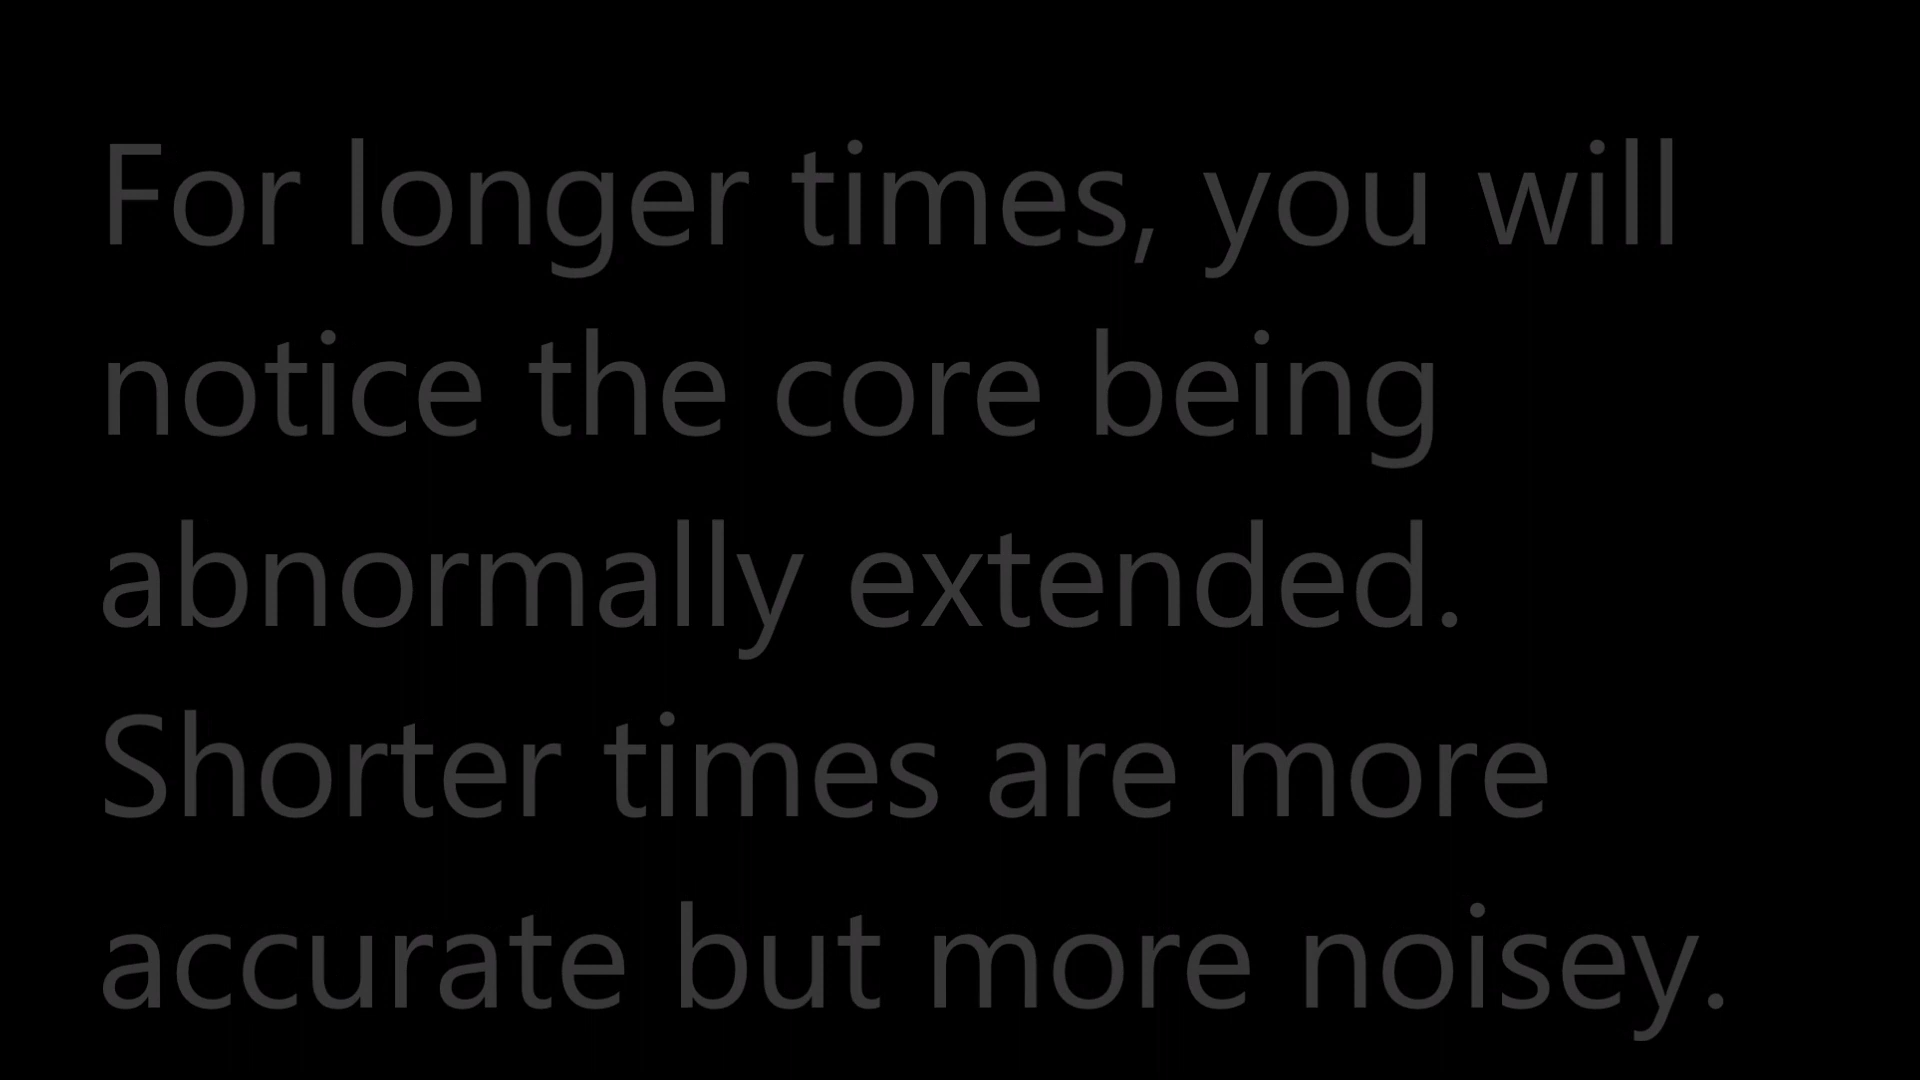 For longer times, you will
notice the core being
abnormally extended.
Shorter times are more
accurate but more noisey.